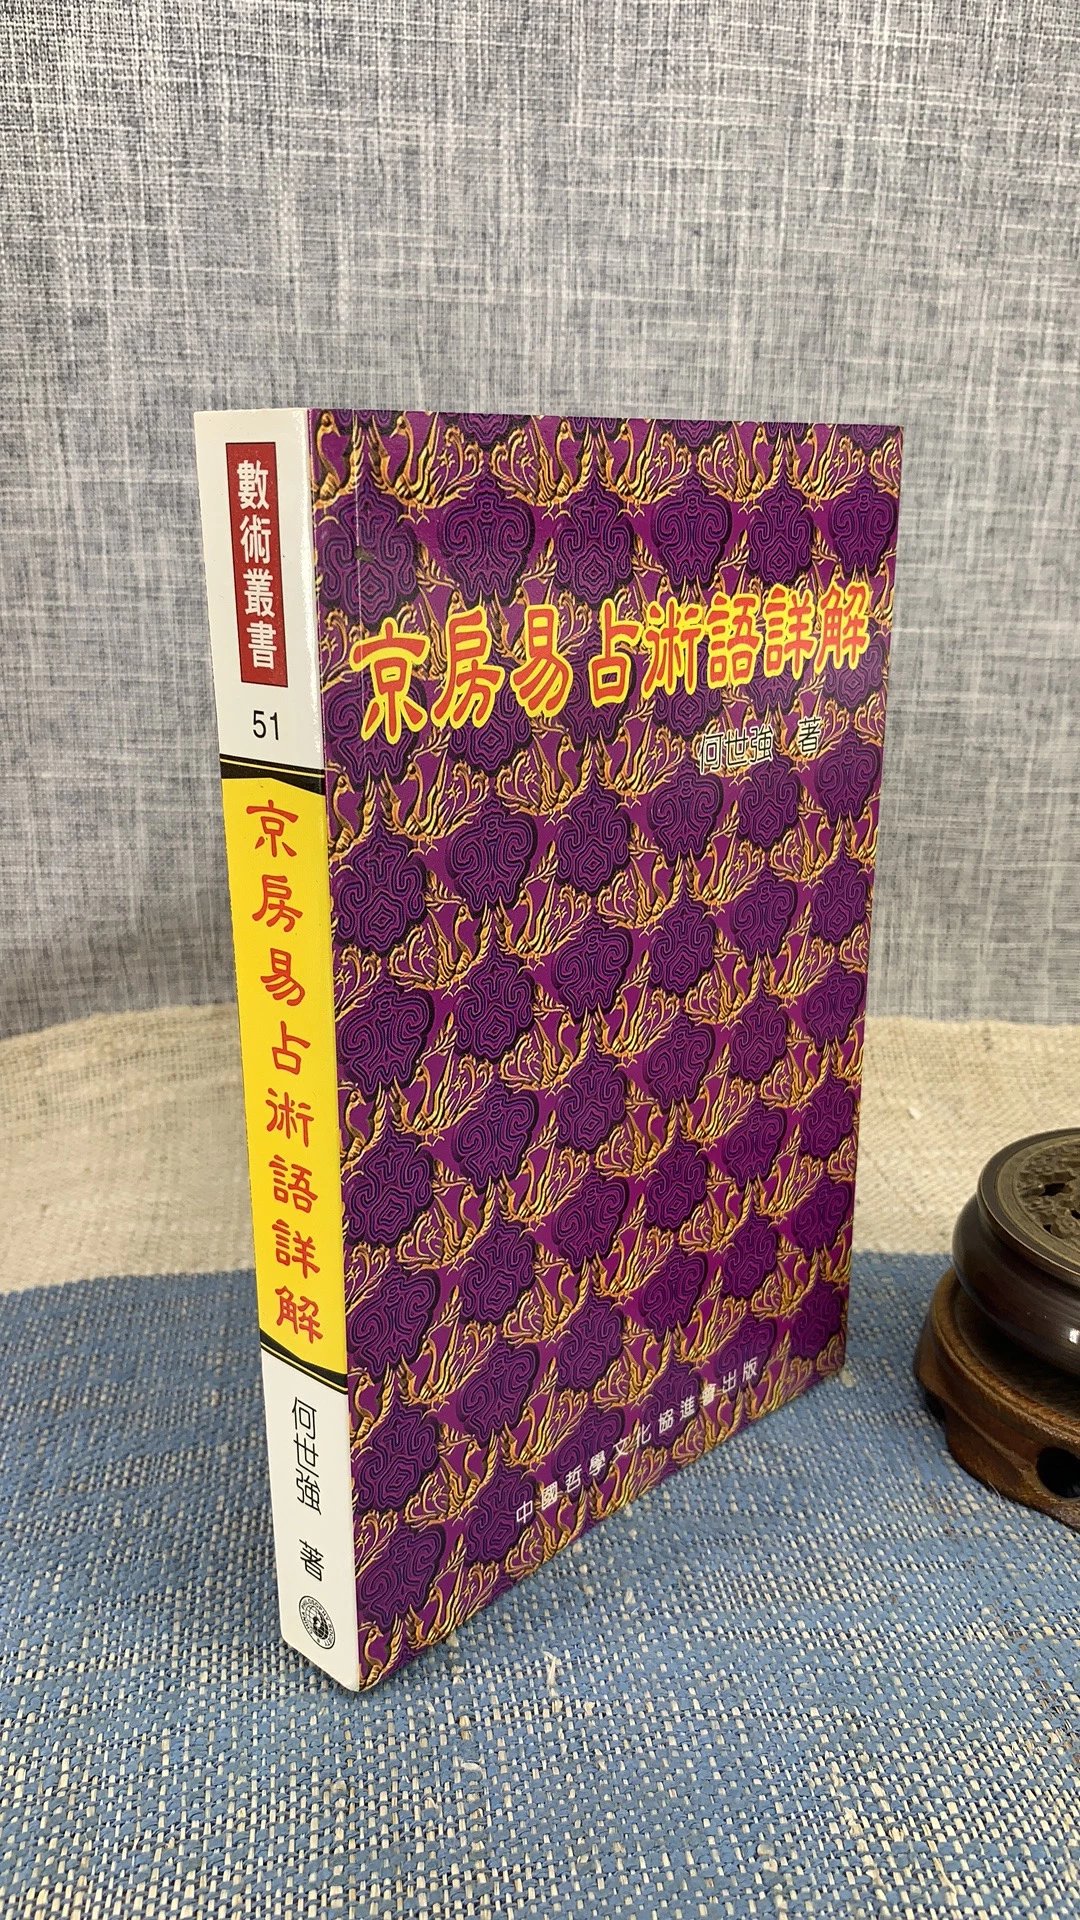 數術叢書
51
京房易占術語詳解
何世強 著
京房易占術語詳解
何世強 著
中國哲學文化協進會出版